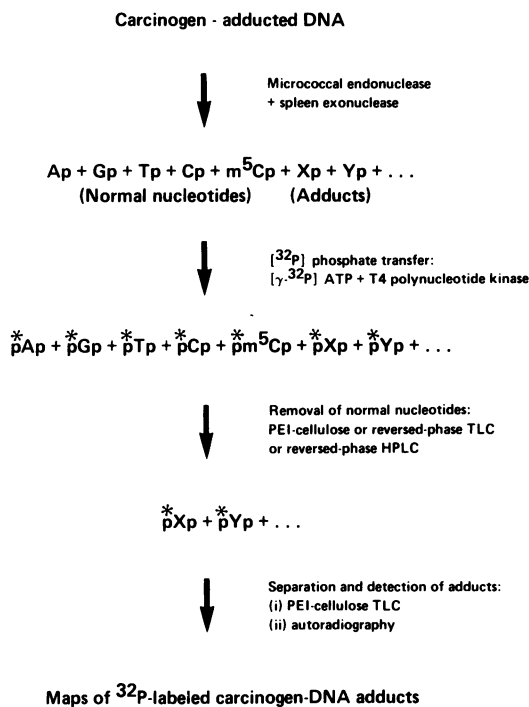 Carcinogen - adducted DNA
Micrococcal endonuclease
+ spleen exonuclease
Ap + Gp + Tp + Cp + m⁵Cp + Xp + Yp + . . .
(Normal nucleotides) (Adducts)
[³²P] phosphate transfer:
[γ-³²P] ATP + T4 polynucleotide kinase
*pAp + *pGp + *pTp + *pCp + *pm⁵Cp + *pXp + *pYp + . . .
Removal of normal nucleotides:
PEI-cellulose or reversed-phase TLC
or reversed-phase HPLC
*pXp + *pYp + . . .
Separation and detection of adducts:
(i) PEI-cellulose TLC
(ii) autoradiography
Maps of ³²P-labeled carcinogen-DNA adducts